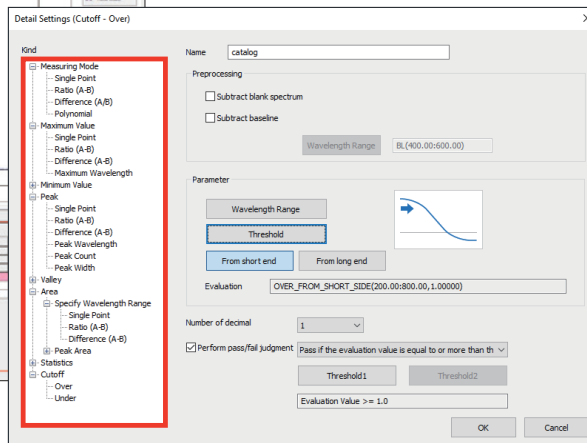 Detail Settings (Cutoff - Over)
Kind
Measuring Mode
Single Point
Ratio (A-B)
Difference (A/B)
Polynomial
Maximum Value
Single Point
Ratio (A-B)
Difference (A-B)
Maximum Wavelength
Minimum Value
Peak
Single Point
Ratio (A-B)
Difference (A-B)
Peak Wavelength
Peak Count
Peak Width
Valley
Area
Specify Wavelength Range
Single Point
Ratio (A-B)
Difference (A-B)
Peak Area
Statistics
Cutoff
Over
Under
Name catalog
Preprocessing
Subtract blank spectrum
Subtract baseline
Wavelength Range BL(400.00:600.00)
Parameter
Wavelength Range
Threshold
From short end From long end
Evaluation OVER_FROM_SHORT_SIDE(200.00:800.00,1.00000)
Number of decimal 1
Perform pass/fail judgment Pass if the evaluation value is equal to or more than th
Threshold1 Threshold2
Evaluation Value >= 1.0
OK Cancel